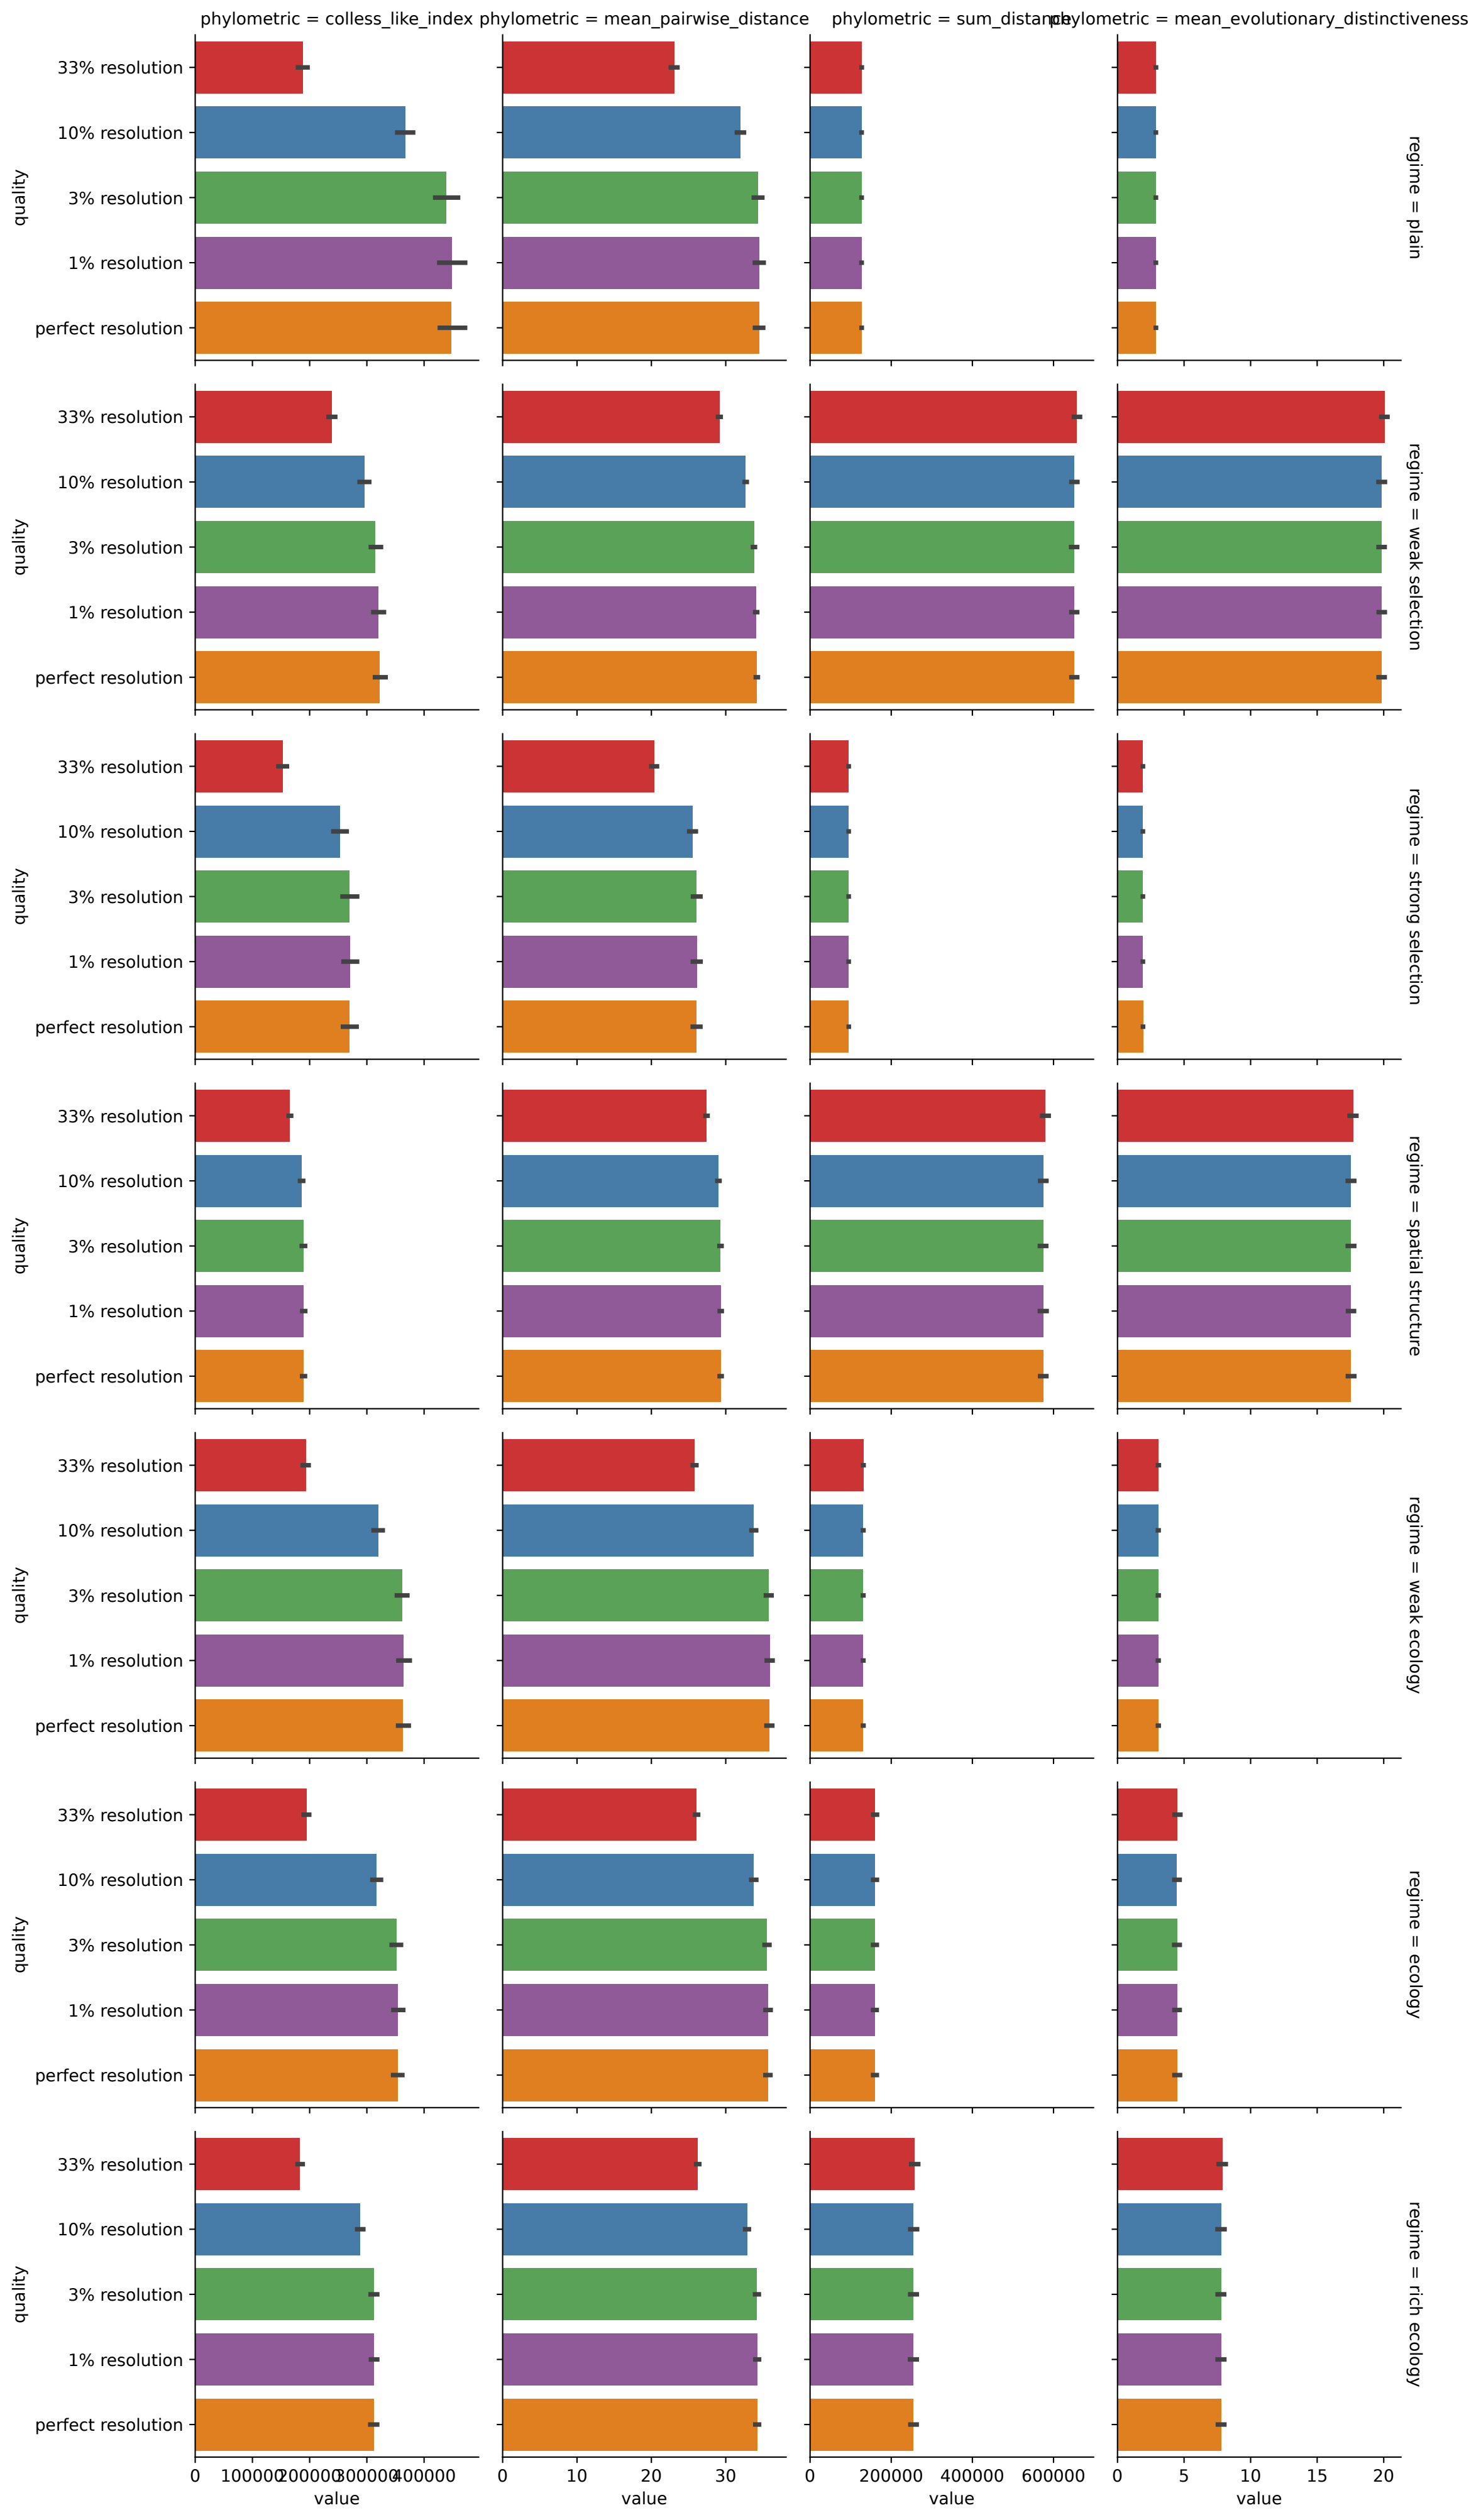 phylometric = colless_like_index
phylometric = mean_pairwise_distance
phylometric = sum_distance
phylometric = mean_evolutionary_distinctiveness
quality
33% resolution
10% resolution
3% resolution
1% resolution
perfect resolution
regime = plain
quality
33% resolution
10% resolution
3% resolution
1% resolution
perfect resolution
regime = weak selection
quality
33% resolution
10% resolution
3% resolution
1% resolution
perfect resolution
regime = strong selection
quality
33% resolution
10% resolution
3% resolution
1% resolution
perfect resolution
regime = spatial structure
quality
33% resolution
10% resolution
3% resolution
1% resolution
perfect resolution
regime = weak ecology
quality
33% resolution
10% resolution
3% resolution
1% resolution
perfect resolution
regime = ecology
quality
33% resolution
10% resolution
3% resolution
1% resolution
perfect resolution
regime = rich ecology
0 100000 200000 300000 400000
0 10 20 30
0 200000 400000 600000
0 5 10 15 20
value
value
value
value